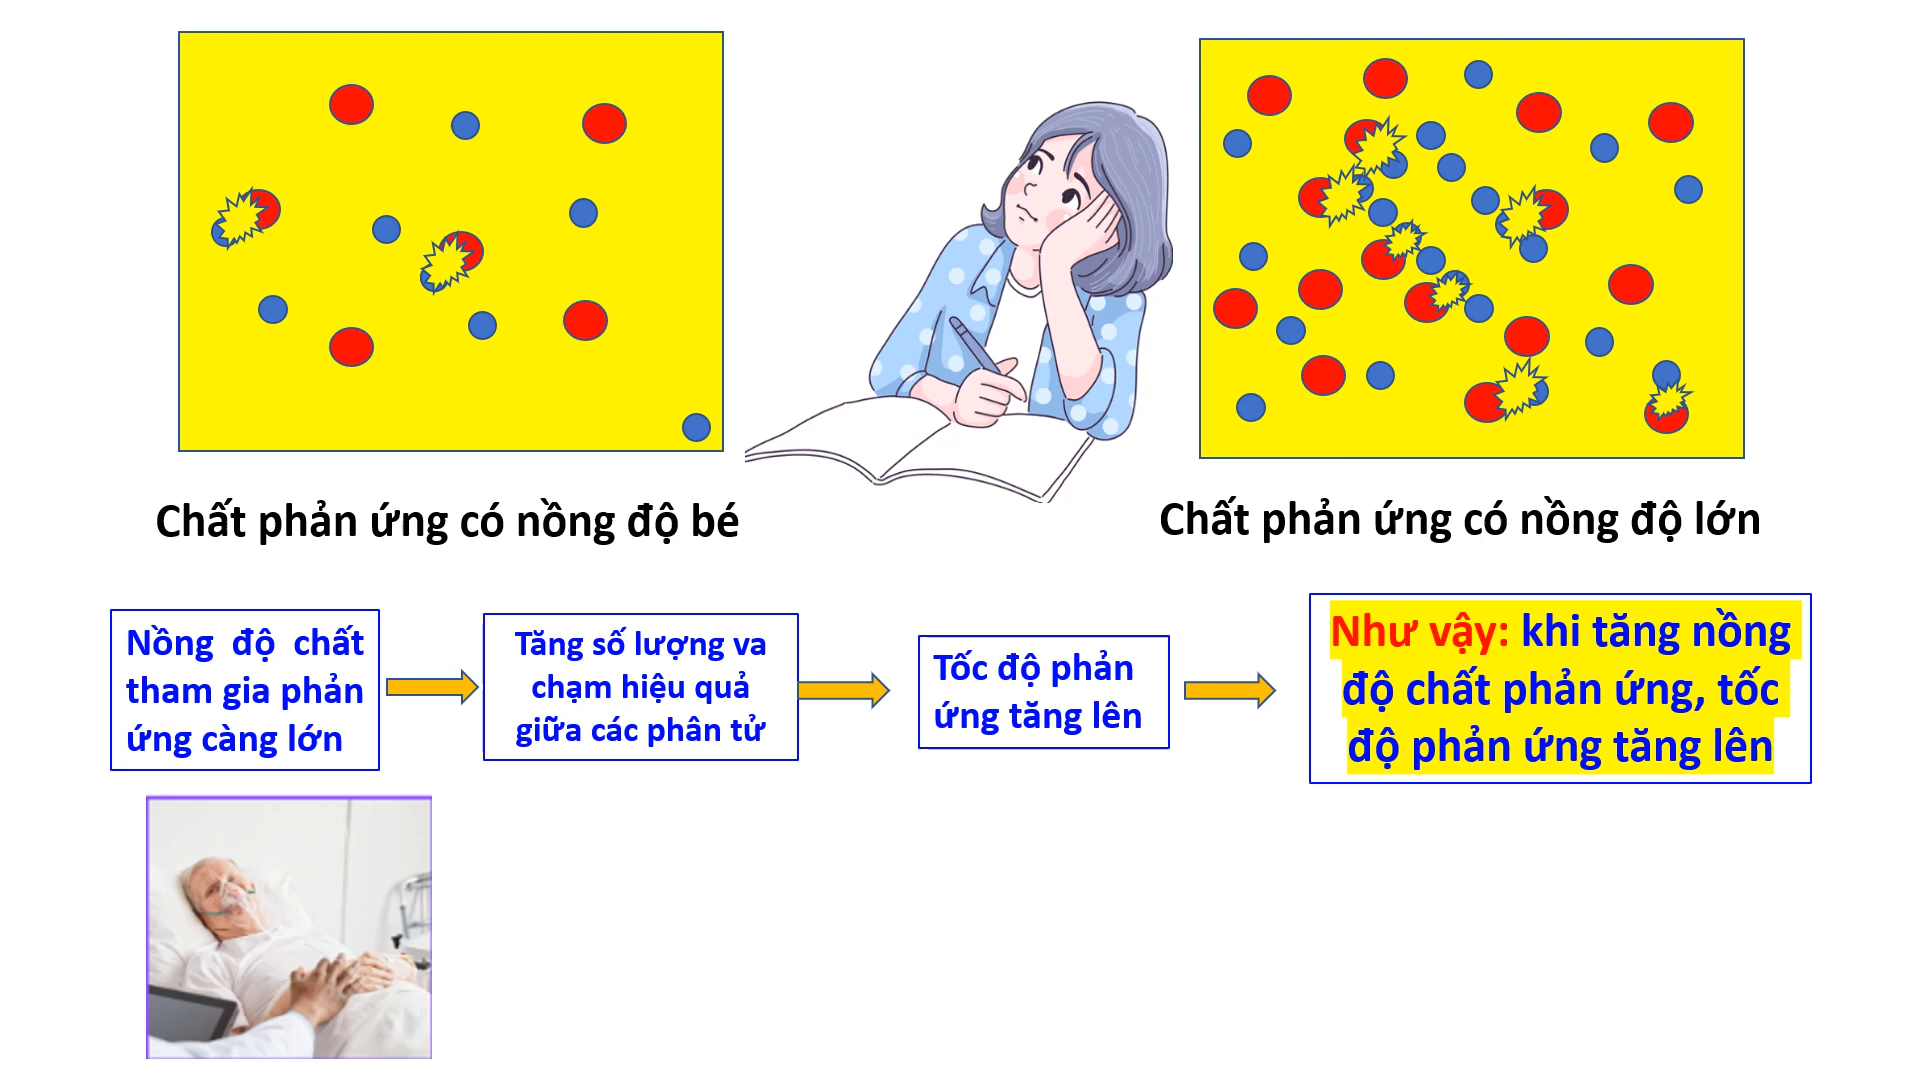 Chất phản ứng có nồng độ bé
Chất phản ứng có nồng độ lớn
Nồng độ chất
tham gia phản
ứng càng lớn
Tăng số lượng va
chạm hiệu quả
giữa các phân tử
Tốc độ phản
ứng tăng lên
Như vậy: khi tăng nồng
độ chất phản ứng, tốc
độ phản ứng tăng lên